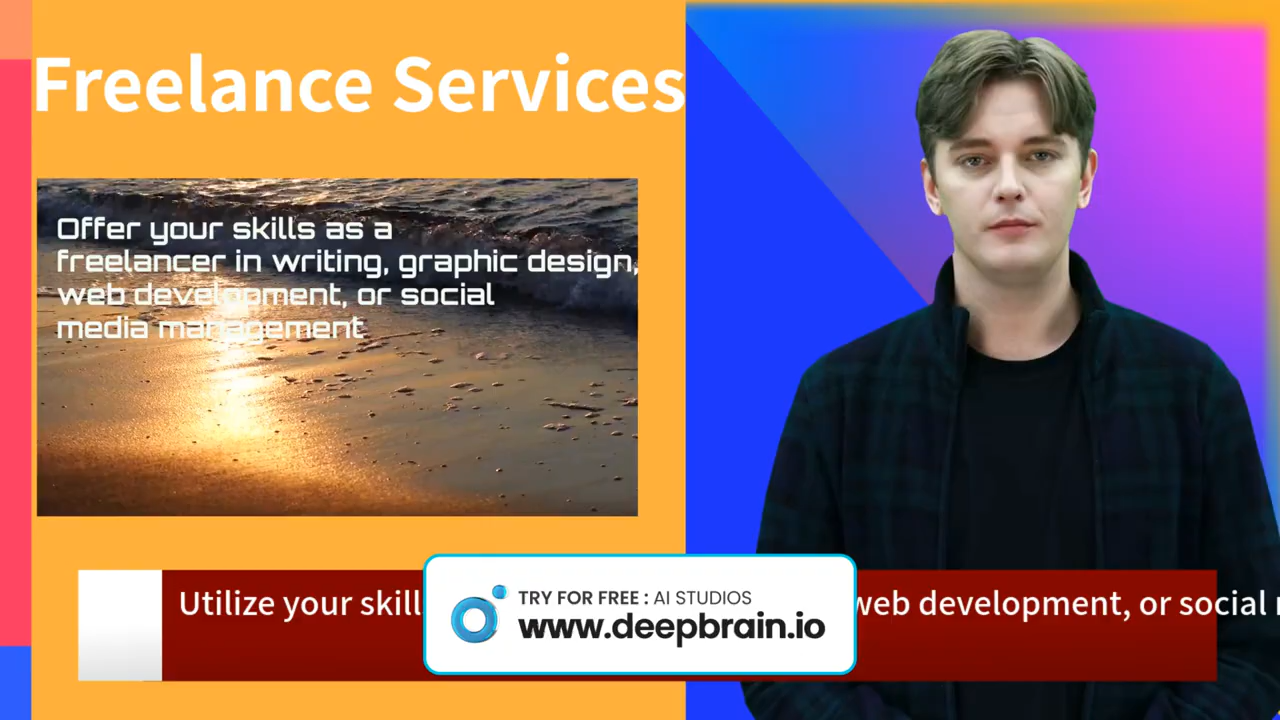 Freelance Services
Offer your skills as a
freelancer in writing, graphic design,
web development, or social
media management
Utilize your skill
web development, or social
TRY FOR FREE : AI STUDIOS
www.deepbrain.io